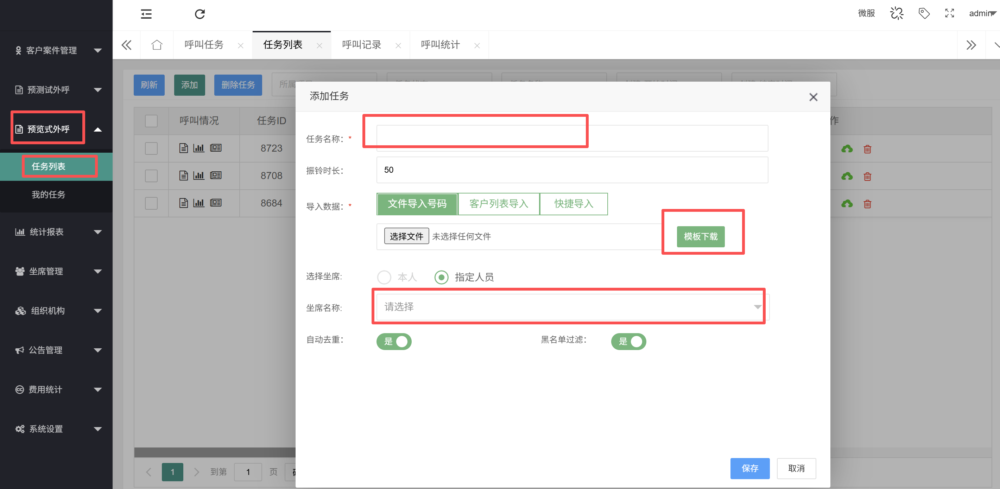 微服
admin
客户案件管理
预测试外呼
预览式外呼
任务列表
我的任务
统计报表
坐席管理
组织机构
公告管理
费用统计
系统设置
呼叫任务
任务列表
呼叫记录
呼叫统计
刷新 添加 删除任务
呼叫情况 任务ID 作
8723
8708
8684
1 到第 1 页
添加任务
任务名称：*
振铃时长： 50
导入数据：* 文件导入号码 客户列表导入 快捷导入
选择文件 未选择任何文件 模板下载
选择坐席: 本人 指定人员
坐席名称: 请选择
自动去重： 是 黑名单过滤： 是
保存 取消